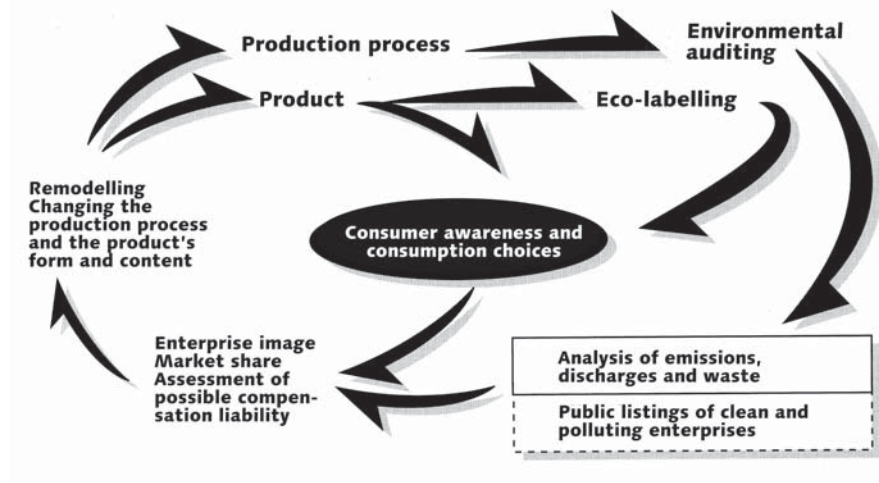 Production process
Environmental
auditing
Product
Eco-labelling
Remodelling
Changing the
production process
and the product's
form and content
Consumer awareness and
consumption choices
Enterprise image
Market share
Assessment of
possible compen-
sation liability
Analysis of emissions,
discharges and waste
Public listings of clean and
polluting enterprises